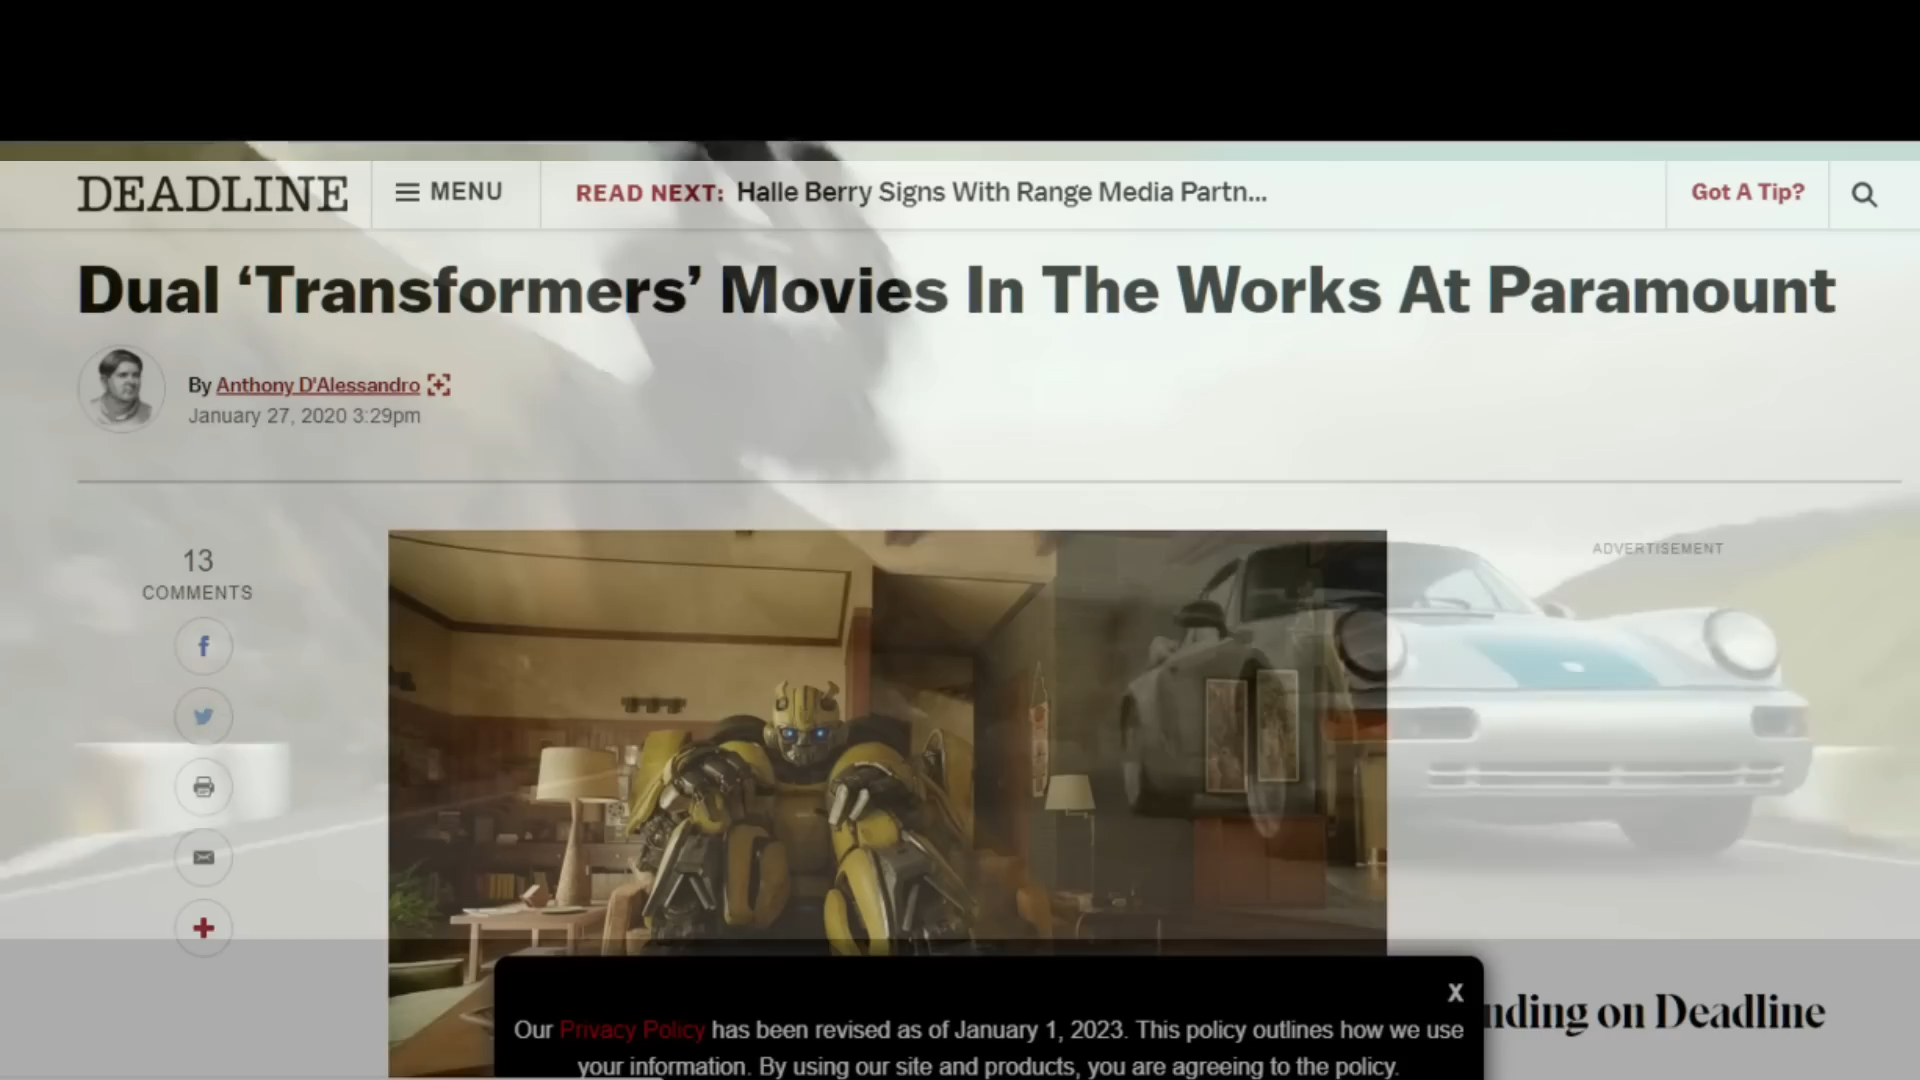 DEADLINE
MENU
READ NEXT: Halle Berry Signs With Range Media Partn...
Got A Tip?
Dual ‘Transformers’ Movies In The Works At Paramount
By Anthony D'Alessandro
January 27, 2020 3:29pm
13
COMMENTS
ADVERTISEMENT
X
nding on Deadline
Our Privacy Policy has been revised as of January 1, 2023. This policy outlines how we use
your information. By using our site and products, you are agreeing to the policy.